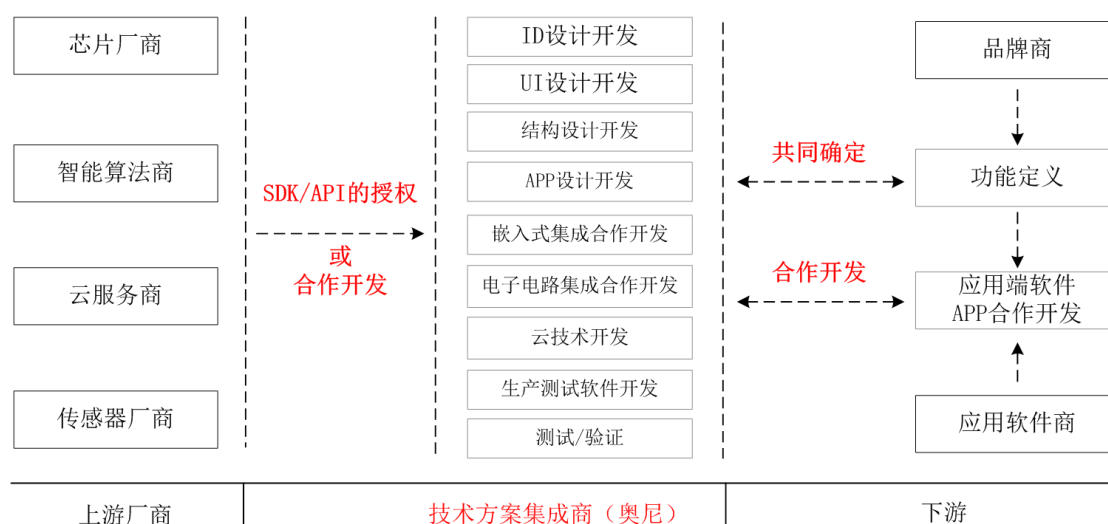 芯片厂商
智能算法商
云服务商
传感器厂商
SDK/API的授权
或
合作开发
ID设计开发
UI设计开发
结构设计开发
APP设计开发
嵌入式集成合作开发
电子电路集成合作开发
云技术开发
生产测试软件开发
测试/验证
共同确定
合作开发
品牌商
功能定义
应用端软件
APP合作开发
应用软件商
上游厂商
技术方案集成商（奥尼）
下游